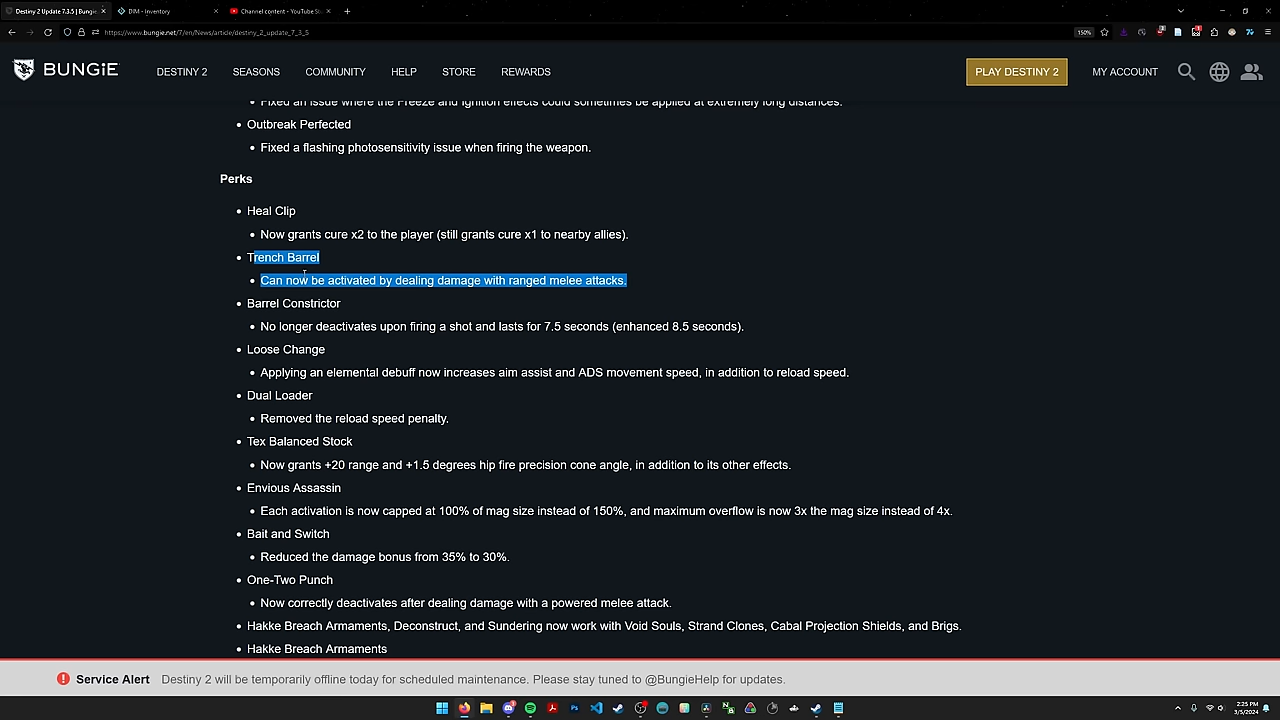 Destiny 2 Update 7.3.5 | Bungie
DIM - Inventory
Channel content - YouTube St
https://www.bungie.net/7/en/News/article/destiny_2_update_7_3_5
150%
BUNGIE
DESTINY 2
SEASONS
COMMUNITY
HELP
STORE
REWARDS
PLAY DESTINY 2
MY ACCOUNT
Fixed an issue where the Freeze and Ignition effects could sometimes be applied at extremely long distances.
Outbreak Perfected
Fixed a flashing photosensitivity issue when firing the weapon.
Perks
Heal Clip
Now grants cure x2 to the player (still grants cure x1 to nearby allies).
Trench Barrel
Can now be activated by dealing damage with ranged melee attacks.
Barrel Constrictor
No longer deactivates upon firing a shot and lasts for 7.5 seconds (enhanced 8.5 seconds).
Loose Change
Applying an elemental debuff now increases aim assist and ADS movement speed, in addition to reload speed.
Dual Loader
Removed the reload speed penalty.
Tex Balanced Stock
Now grants +20 range and +1.5 degrees hip fire precision cone angle, in addition to its other effects.
Envious Assassin
Each activation is now capped at 100% of mag size instead of 150%, and maximum overflow is now 3x the mag size instead of 4x.
Bait and Switch
Reduced the damage bonus from 35% to 30%.
One-Two Punch
Now correctly deactivates after dealing damage with a powered melee attack.
Hakke Breach Armaments, Deconstruct, and Sundering now work with Void Souls, Strand Clones, Cabal Projection Shields, and Brigs.
Hakke Breach Armaments
Service Alert
Destiny 2 will be temporarily offline today for scheduled maintenance. Please stay tuned to @BungieHelp for updates.
2:25 PM
3/5/2024